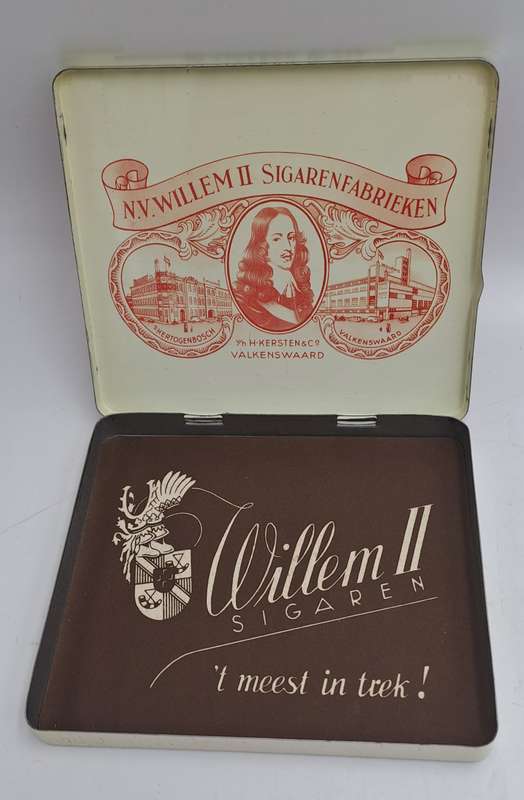 N.V. WILLEM II SIGARENFABRIEKEN
'S HERTOGENBOSCH
VALKENSWAARD
V/H H. KERSTEN & Co
VALKENSWAARD
Willem II
SIGAREN
't meest in trek!